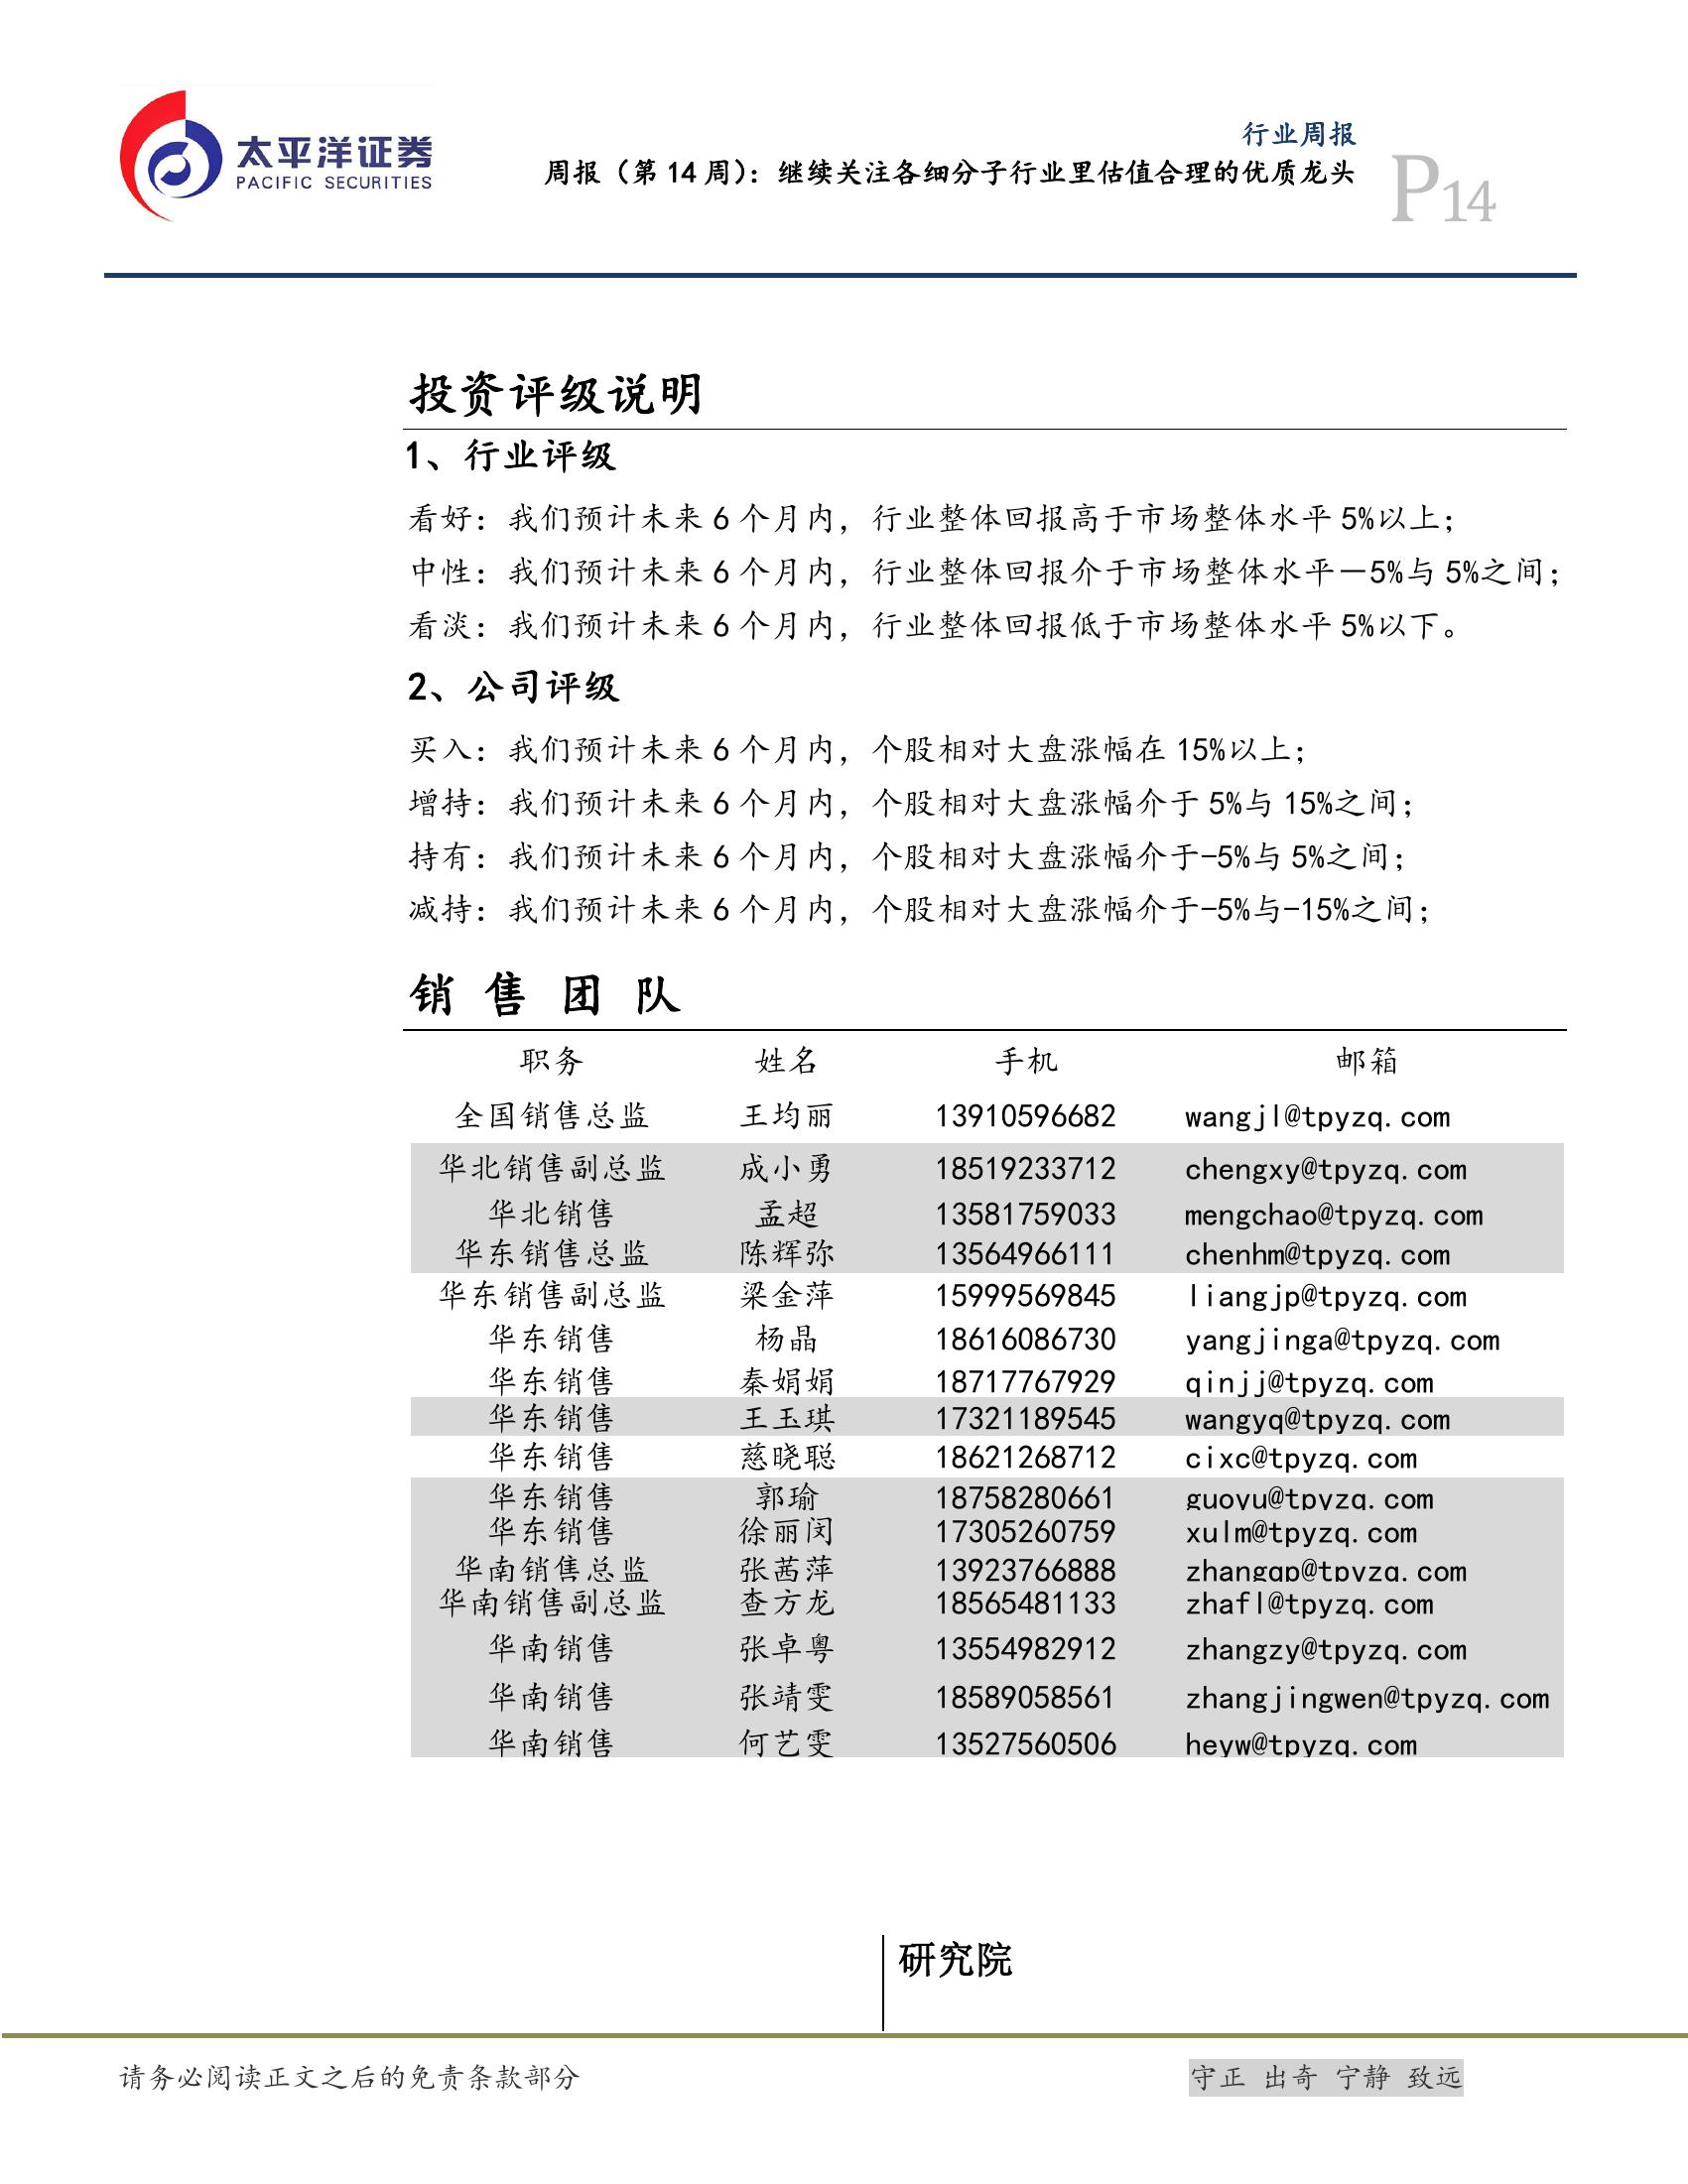 太平洋证券
PACIFIC SECURITIES
行业周报
周报（第14周）：继续关注各细分子行业里估值合理的优质龙头
P14
投资评级说明
1、行业评级
看好：我们预计未来6个月内，行业整体回报高于市场整体水平5%以上；
中性：我们预计未来6个月内，行业整体回报介于市场整体水平－5%与5%之间；
看淡：我们预计未来6个月内，行业整体回报低于市场整体水平5%以下。
2、公司评级
买入：我们预计未来6个月内，个股相对大盘涨幅在15%以上；
增持：我们预计未来6个月内，个股相对大盘涨幅介于5%与15%之间；
持有：我们预计未来6个月内，个股相对大盘涨幅介于-5%与5%之间；
减持：我们预计未来6个月内，个股相对大盘涨幅介于-5%与-15%之间；
销 售 团 队
职务 姓名 手机 邮箱
全国销售总监 王均丽 13910596682 wangjl@tpyzq.com
华北销售副总监 成小勇 18519233712 chengxy@tpyzq.com
华北销售 孟超 13581759033 mengchao@tpyzq.com
华东销售总监 陈辉弥 13564966111 chenhm@tpyzq.com
华东销售副总监 梁金萍 15999569845 liangjp@tpyzq.com
华东销售 杨晶 18616086730 yangjinga@tpyzq.com
华东销售 秦娟娟 18717767929 qinjj@tpyzq.com
华东销售 王玉琪 17321189545 wangyq@tpyzq.com
华东销售 慈晓聪 18621268712 cixc@tpyzq.com
华东销售 郭瑜 18758280661 guoyu@tpyzq.com
华东销售 徐丽闵 17305260759 xulm@tpyzq.com
华南销售总监 张茜萍 13923766888 zhangqp@tpyzq.com
华南销售副总监 查方龙 18565481133 zhafl@tpyzq.com
华南销售 张卓粤 13554982912 zhangzy@tpyzq.com
华南销售 张靖雯 18589058561 zhangjingwen@tpyzq.com
华南销售 何艺雯 13527560506 heyw@tpyzq.com
研究院
请务必阅读正文之后的免责条款部分
守正 出奇 宁静 致远